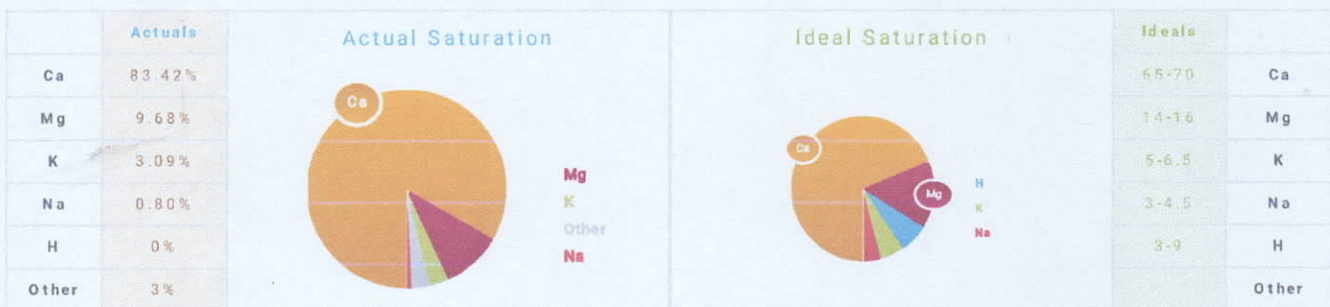 Actuals Actual Saturation Ideal Saturation Ideals
Ca 83.42% 65-70 Ca
Mg 9.68% 14-16 Mg
K 3.09% 5-6.5 K
Na 0.80% 3-4.5 Na
H 0% 3-9 H
Other 3% Other
Ca
Mg
K
Other
Na
Ca
Mg
H
K
Na